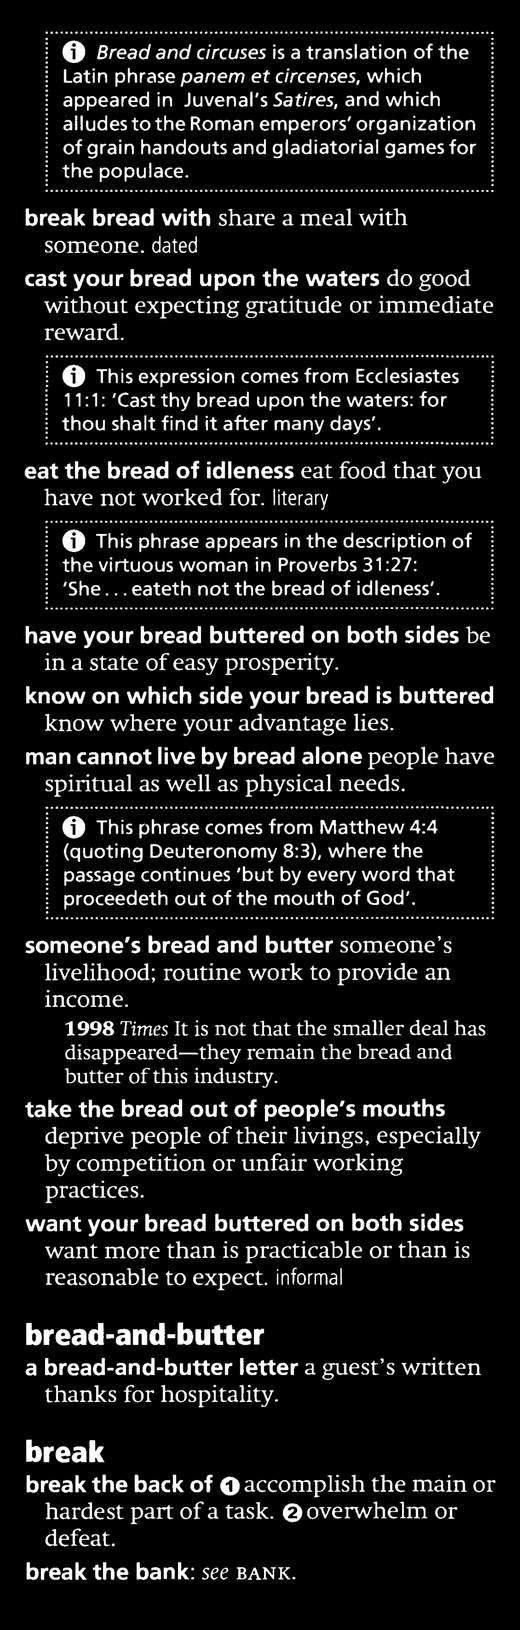 ⓘ Bread and circuses is a translation of the
Latin phrase panem et circenses, which
appeared in Juvenal's Satires, and which
alludes to the Roman emperors' organization
of grain handouts and gladiatorial games for
the populace.
break bread with share a meal with
someone. dated
cast your bread upon the waters do good
without expecting gratitude or immediate
reward.
ⓘ This expression comes from Ecclesiastes
11:1: 'Cast thy bread upon the waters: for
thou shalt find it after many days'.
eat the bread of idleness eat food that you
have not worked for. literary
ⓘ This phrase appears in the description of
the virtuous woman in Proverbs 31:27:
'She . . . eateth not the bread of idleness'.
have your bread buttered on both sides be
in a state of easy prosperity.
know on which side your bread is buttered
know where your advantage lies.
man cannot live by bread alone people have
spiritual as well as physical needs.
ⓘ This phrase comes from Matthew 4:4
(quoting Deuteronomy 8:3), where the
passage continues 'but by every word that
proceedeth out of the mouth of God'.
someone's bread and butter someone's
livelihood; routine work to provide an
income.
1998 Times It is not that the smaller deal has
disappeared—they remain the bread and
butter of this industry.
take the bread out of people's mouths
deprive people of their livings, especially
by competition or unfair working
practices.
want your bread buttered on both sides
want more than is practicable or than is
reasonable to expect. informal
bread-and-butter
a bread-and-butter letter a guest's written
thanks for hospitality.
break
break the back of ❶ accomplish the main or
hardest part of a task. ❷ overwhelm or
defeat.
break the bank: see BANK.